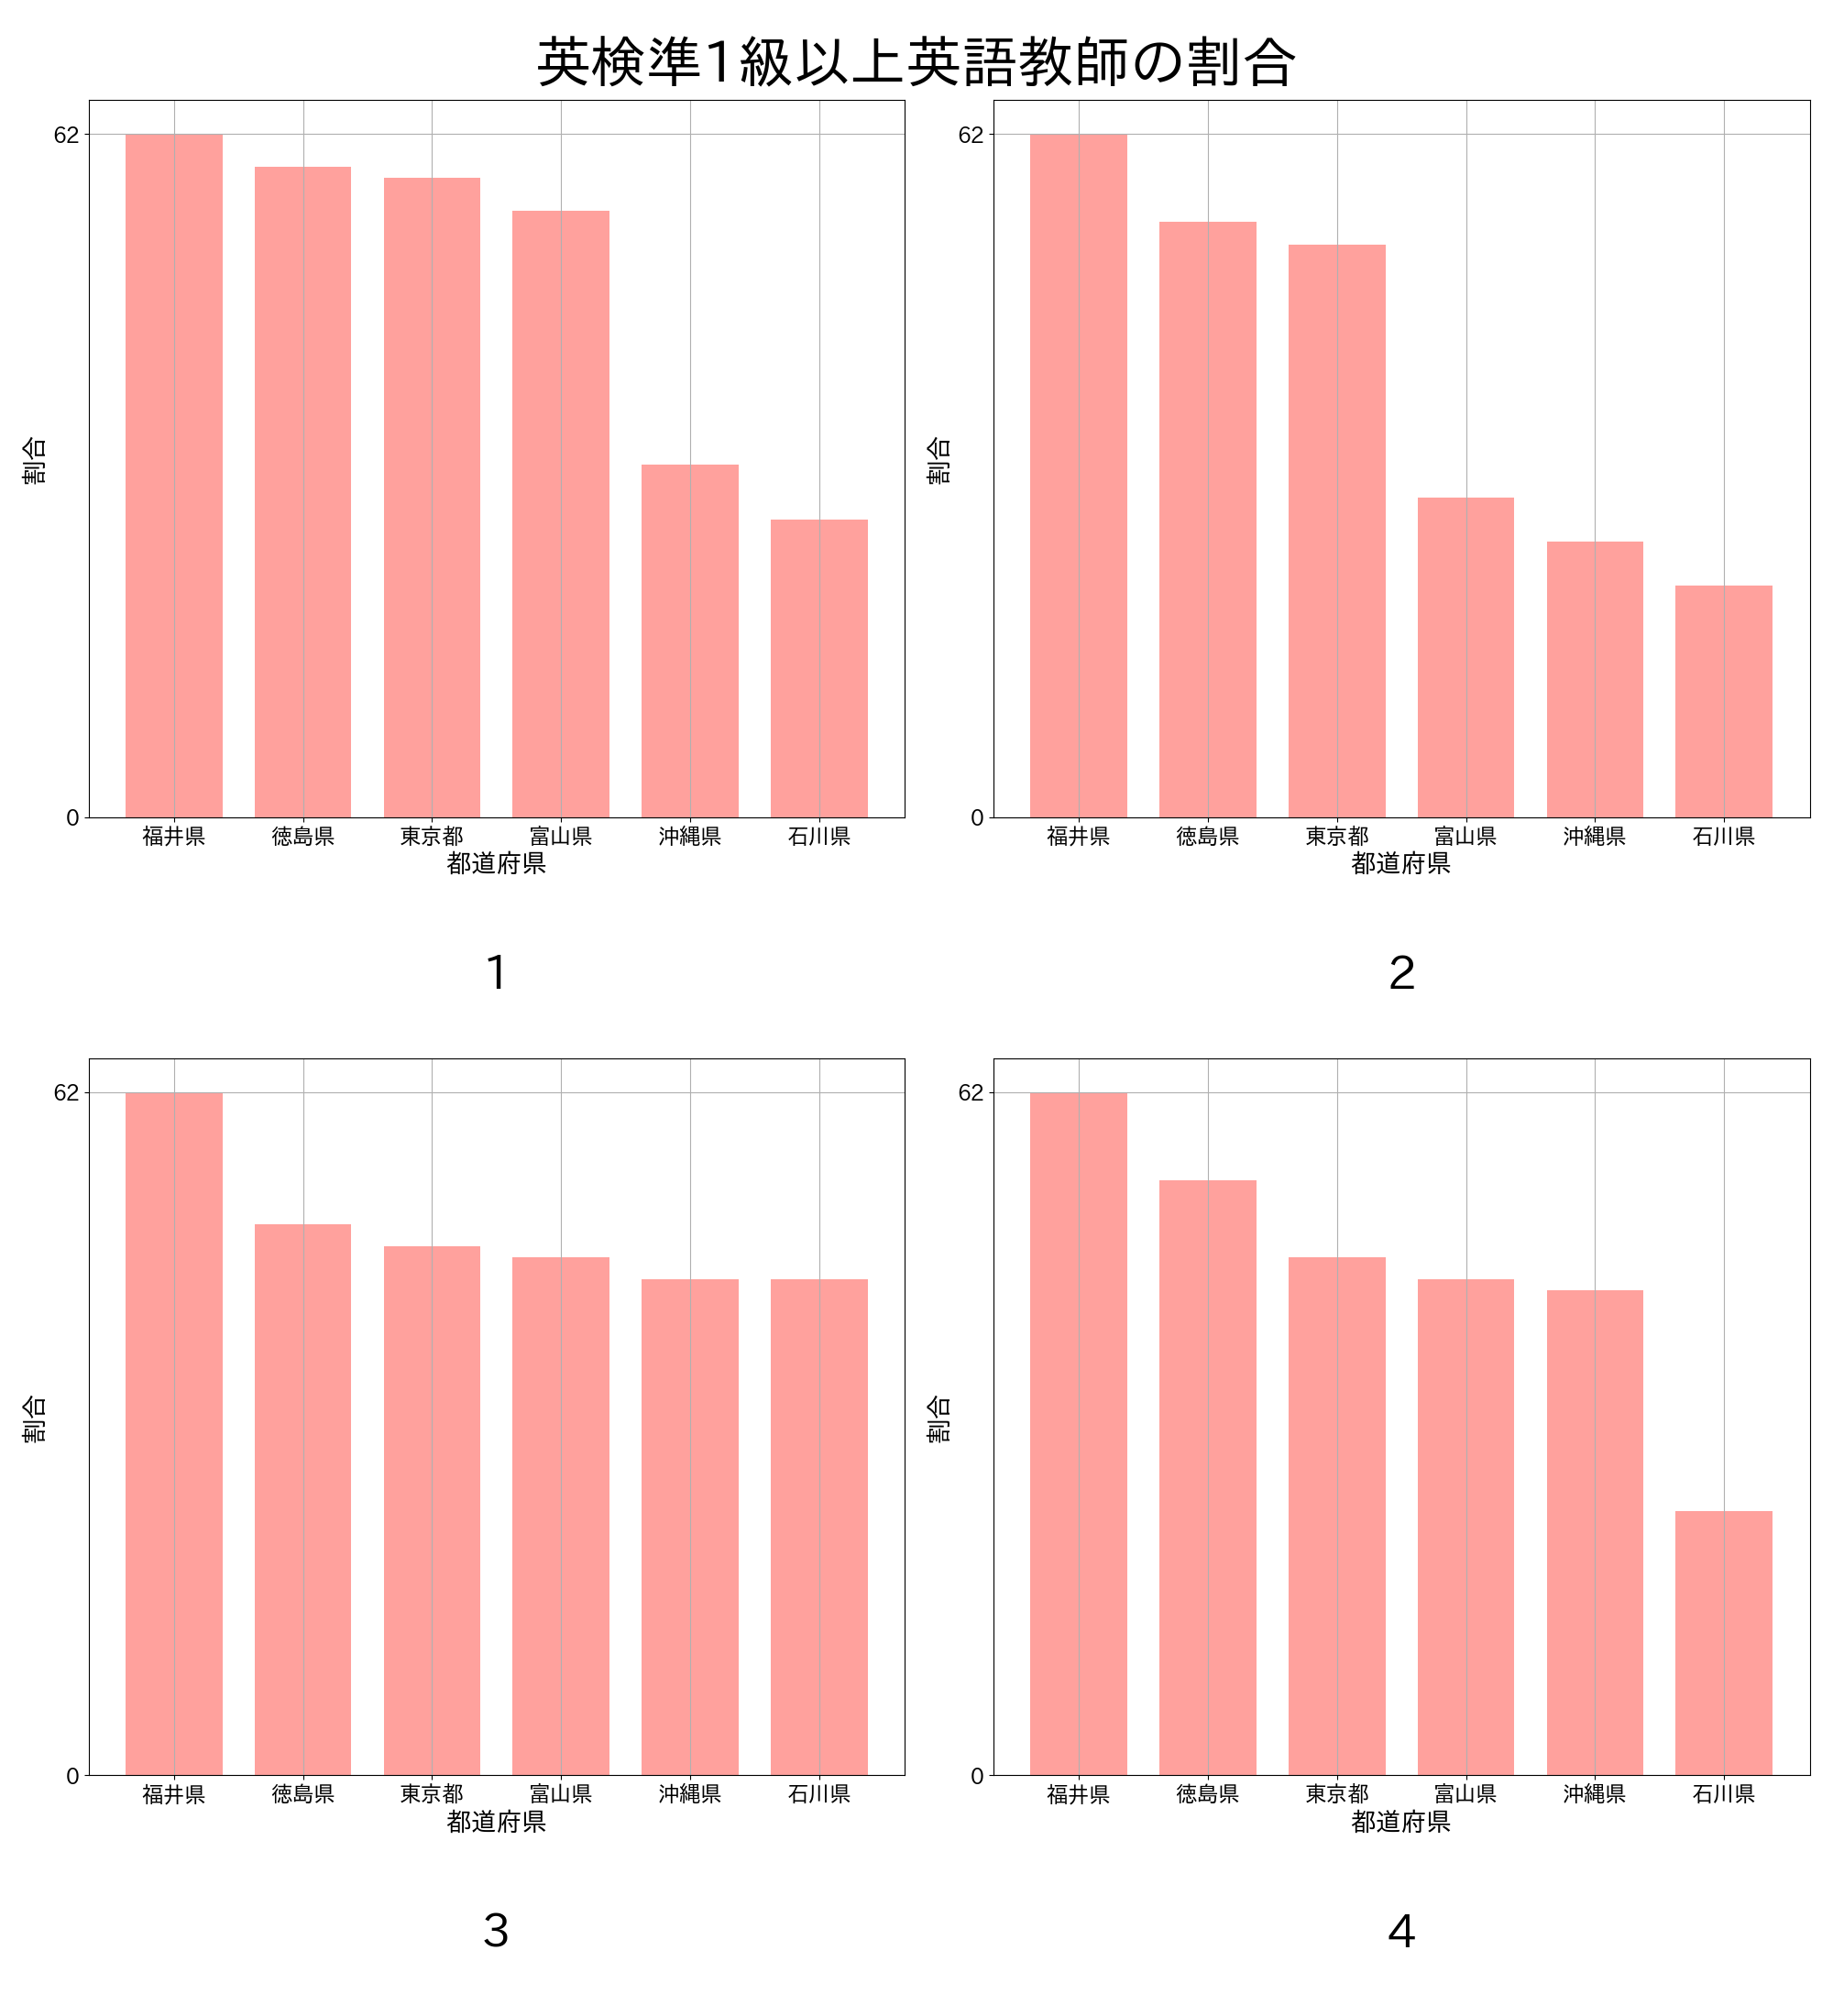 英検準1級以上英語教師の割合
62
0
割合
福井県 徳島県 東京都 富山県 沖縄県 石川県
都道府県
1
62
0
割合
福井県 徳島県 東京都 富山県 沖縄県 石川県
都道府県
2
62
0
割合
福井県 徳島県 東京都 富山県 沖縄県 石川県
都道府県
3
62
0
割合
福井県 徳島県 東京都 富山県 沖縄県 石川県
都道府県
4